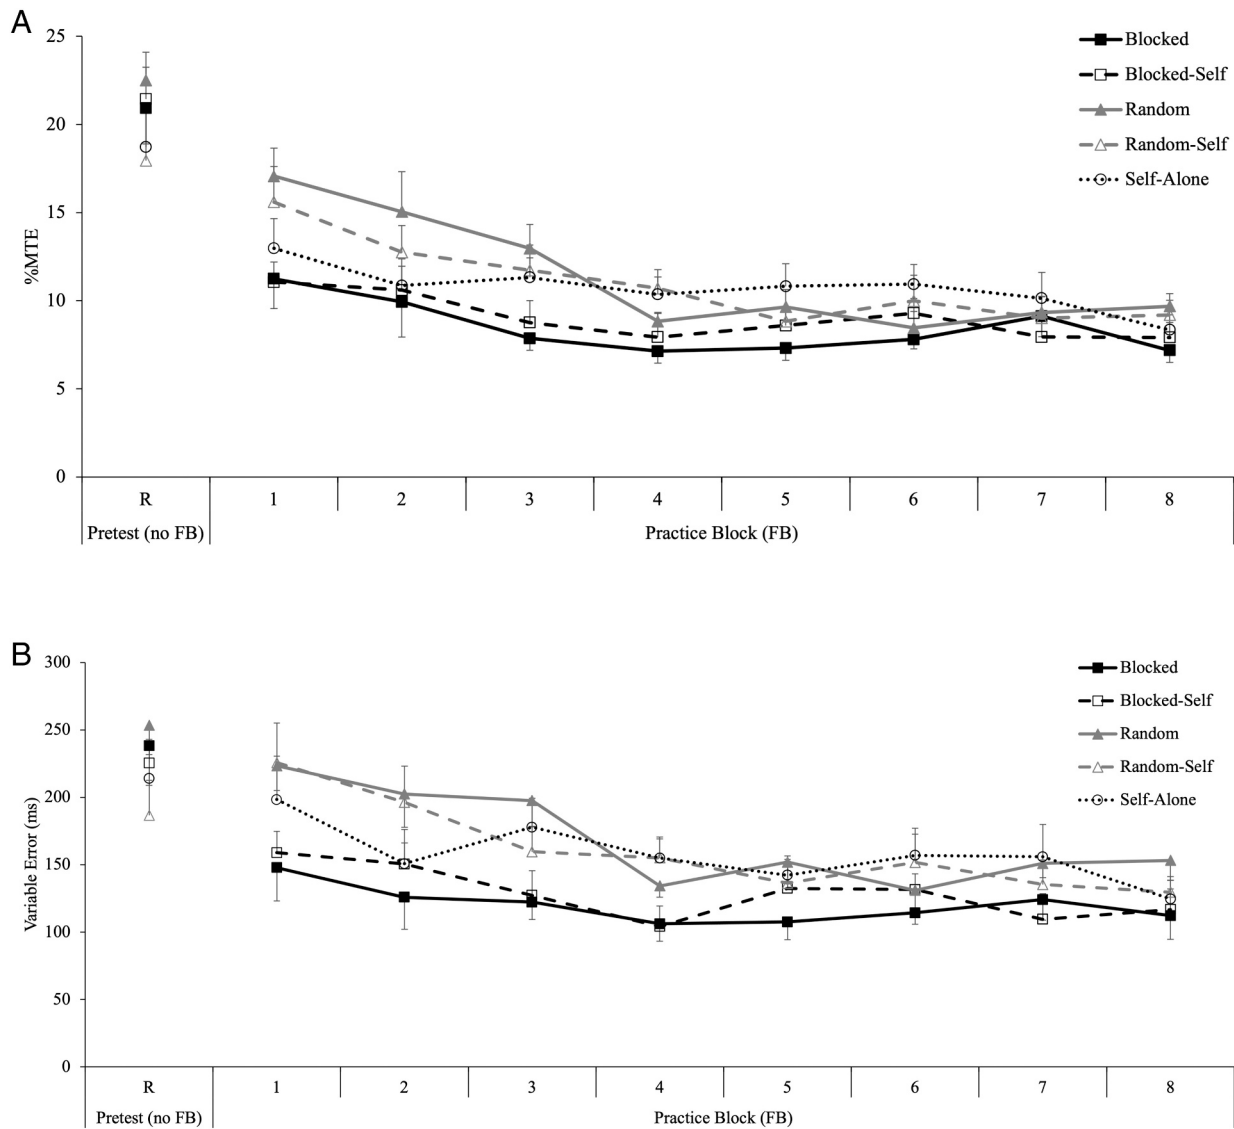 A
25
20
15
10
5
0
%MTE
Blocked
Blocked-Self
Random
Random-Self
Self-Alone
R 1 2 3 4 5 6 7 8
Pretest (no FB) Practice Block (FB)
B
300
250
200
150
100
50
0
Variable Error (ms)
Blocked
Blocked-Self
Random
Random-Self
Self-Alone
R 1 2 3 4 5 6 7 8
Pretest (no FB) Practice Block (FB)